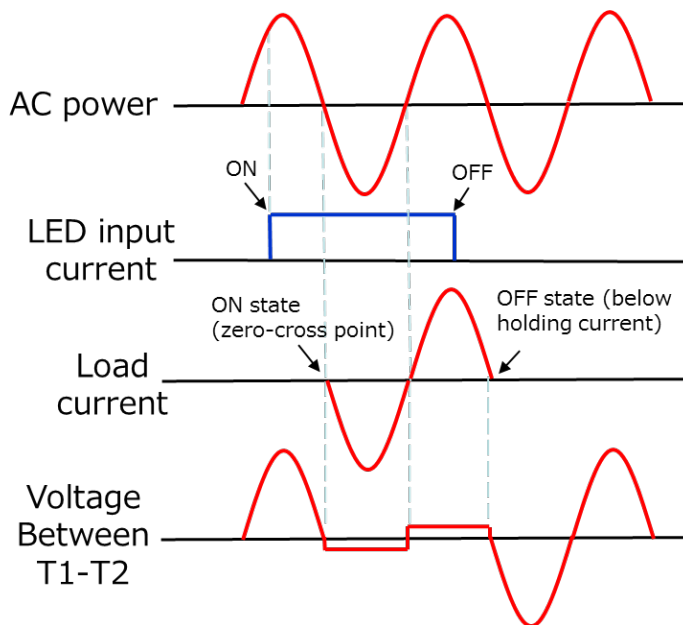 AC power
ON
OFF
LED input
current
ON state
(zero-cross point)
OFF state (below
holding current)
Load
current
Voltage
Between
T1-T2